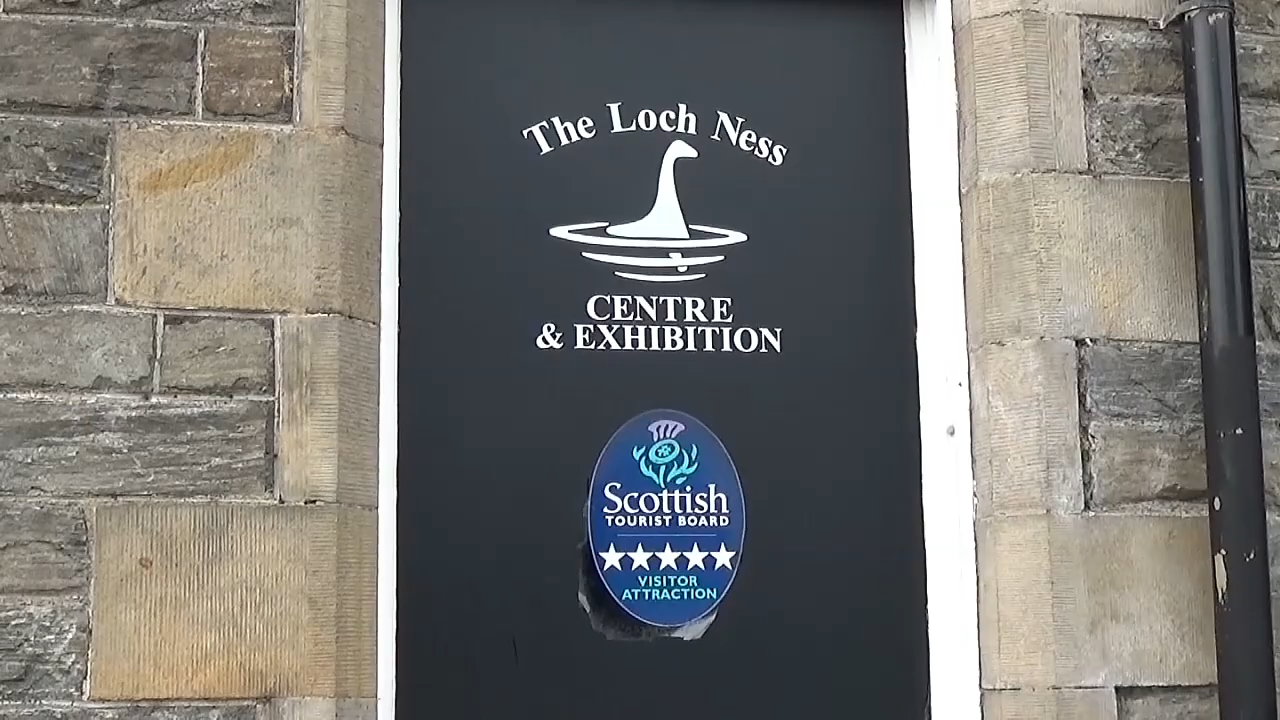 The Loch Ness
CENTRE
& EXHIBITION
Scottish
TOURIST BOARD
VISITOR
ATTRACTION